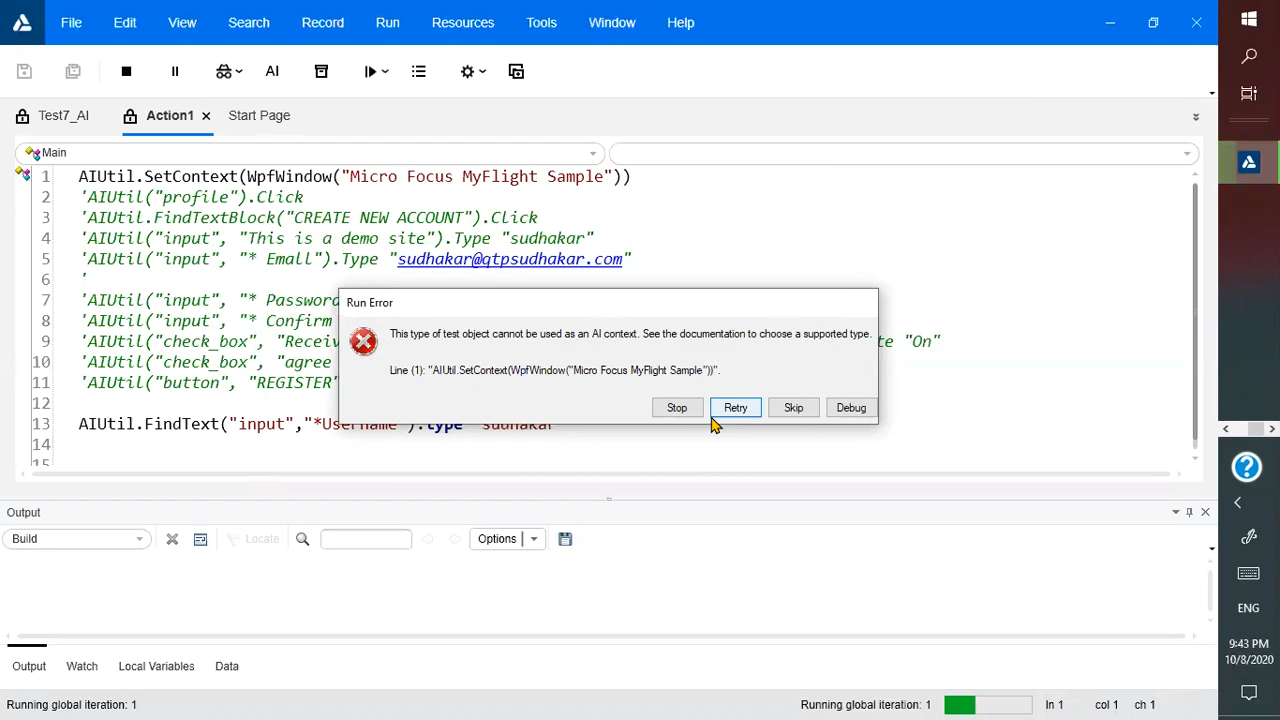 File Edit View Search Record Run Resources Tools Window Help
AI
Test7_AI Action1 Start Page
Main
1 AIUtil.SetContext(WpfWindow("Micro Focus MyFlight Sample"))
2 'AIUtil("profile").Click
3 'AIUtil.FindTextBlock("CREATE NEW ACCOUNT").Click
4 'AIUtil("input", "This is a demo site").Type "sudhakar"
5 'AIUtil("input", "* Emall").Type "sudhakar@qtpsudhakar.com"
6 '
7 'AIUtil("input", "* Password
8 'AIUtil("input", "* Confirm
9 'AIUtil("check_box", "Receiv te "On"
10 'AIUtil("check_box", "agree
11 'AIUtil("button", "REGISTER"
12
13 AIUtil.FindText("input","*Username").type "sudhakar"
14
15
Run Error
This type of test object cannot be used as an AI context. See the documentation to choose a supported type.
Line (1): "AIUtil.SetContext(WpfWindow("Micro Focus MyFlight Sample"))".
Stop Retry Skip Debug
Output
Build Locate Options
Output Watch Local Variables Data
Running global iteration: 1 Running global iteration: 1 ln 1 col 1 ch 1
ENG
9:43 PM
10/8/2020